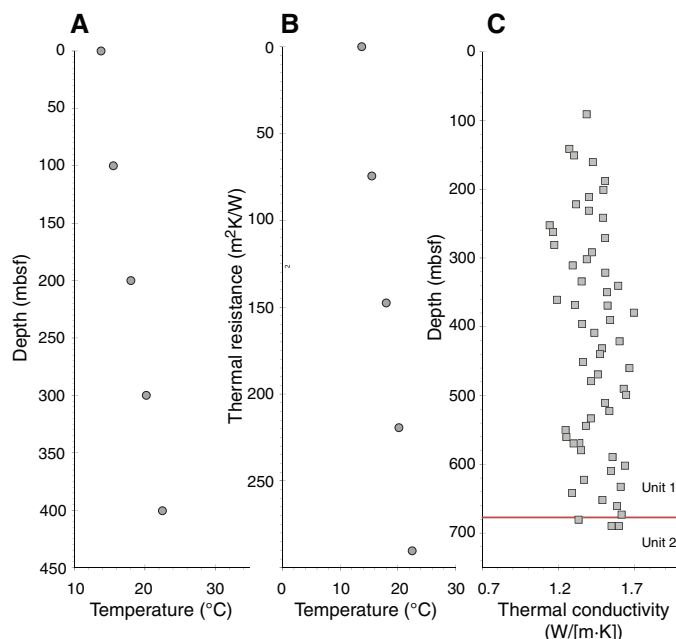 A
B
C
0
50
100
150
200
250
300
350
400
450
Depth (mbsf)
10
20
30
Temperature (°C)
0
50
100
150
200
250
Thermal resistance (m²K/W)
2
0
10
20
30
Temperature (°C)
0
100
200
300
400
500
600
700
Depth (mbsf)
Unit 1
Unit 2
0.7
1.2
1.7
Thermal conductivity
(W/[m·K])